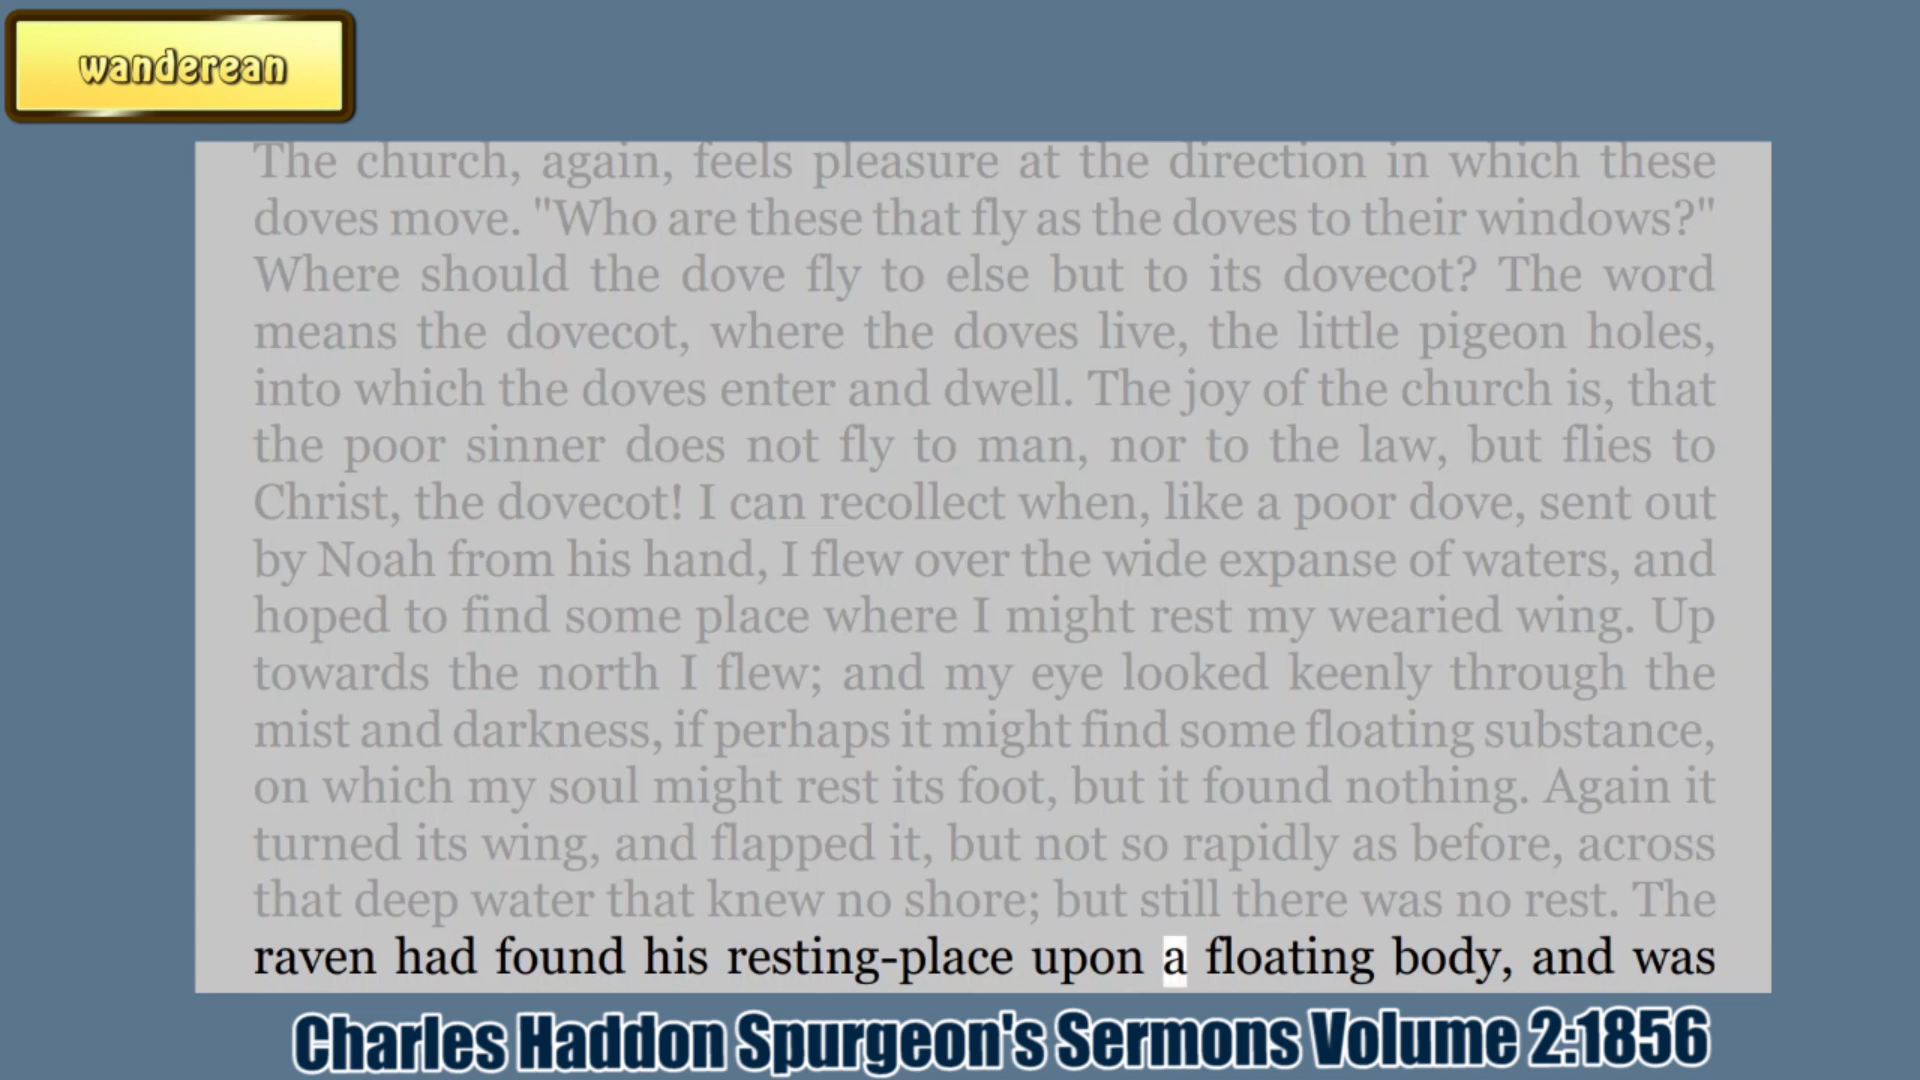 wanderean
The church, again, feels pleasure at the direction in which these
doves move. "Who are these that fly as the doves to their windows?"
Where should the dove fly to else but to its dovecot? The word
means the dovecot, where the doves live, the little pigeon holes,
into which the doves enter and dwell. The joy of the church is, that
the poor sinner does not fly to man, nor to the law, but flies to
Christ, the dovecot! I can recollect when, like a poor dove, sent out
by Noah from his hand, I flew over the wide expanse of waters, and
hoped to find some place where I might rest my wearied wing. Up
towards the north I flew; and my eye looked keenly through the
mist and darkness, if perhaps it might find some floating substance,
on which my soul might rest its foot, but it found nothing. Again it
turned its wing, and flapped it, but not so rapidly as before, across
that deep water that knew no shore; but still there was no rest. The
raven had found his resting-place upon a floating body, and was
Charles Haddon Spurgeon's Sermons Volume 2:1856